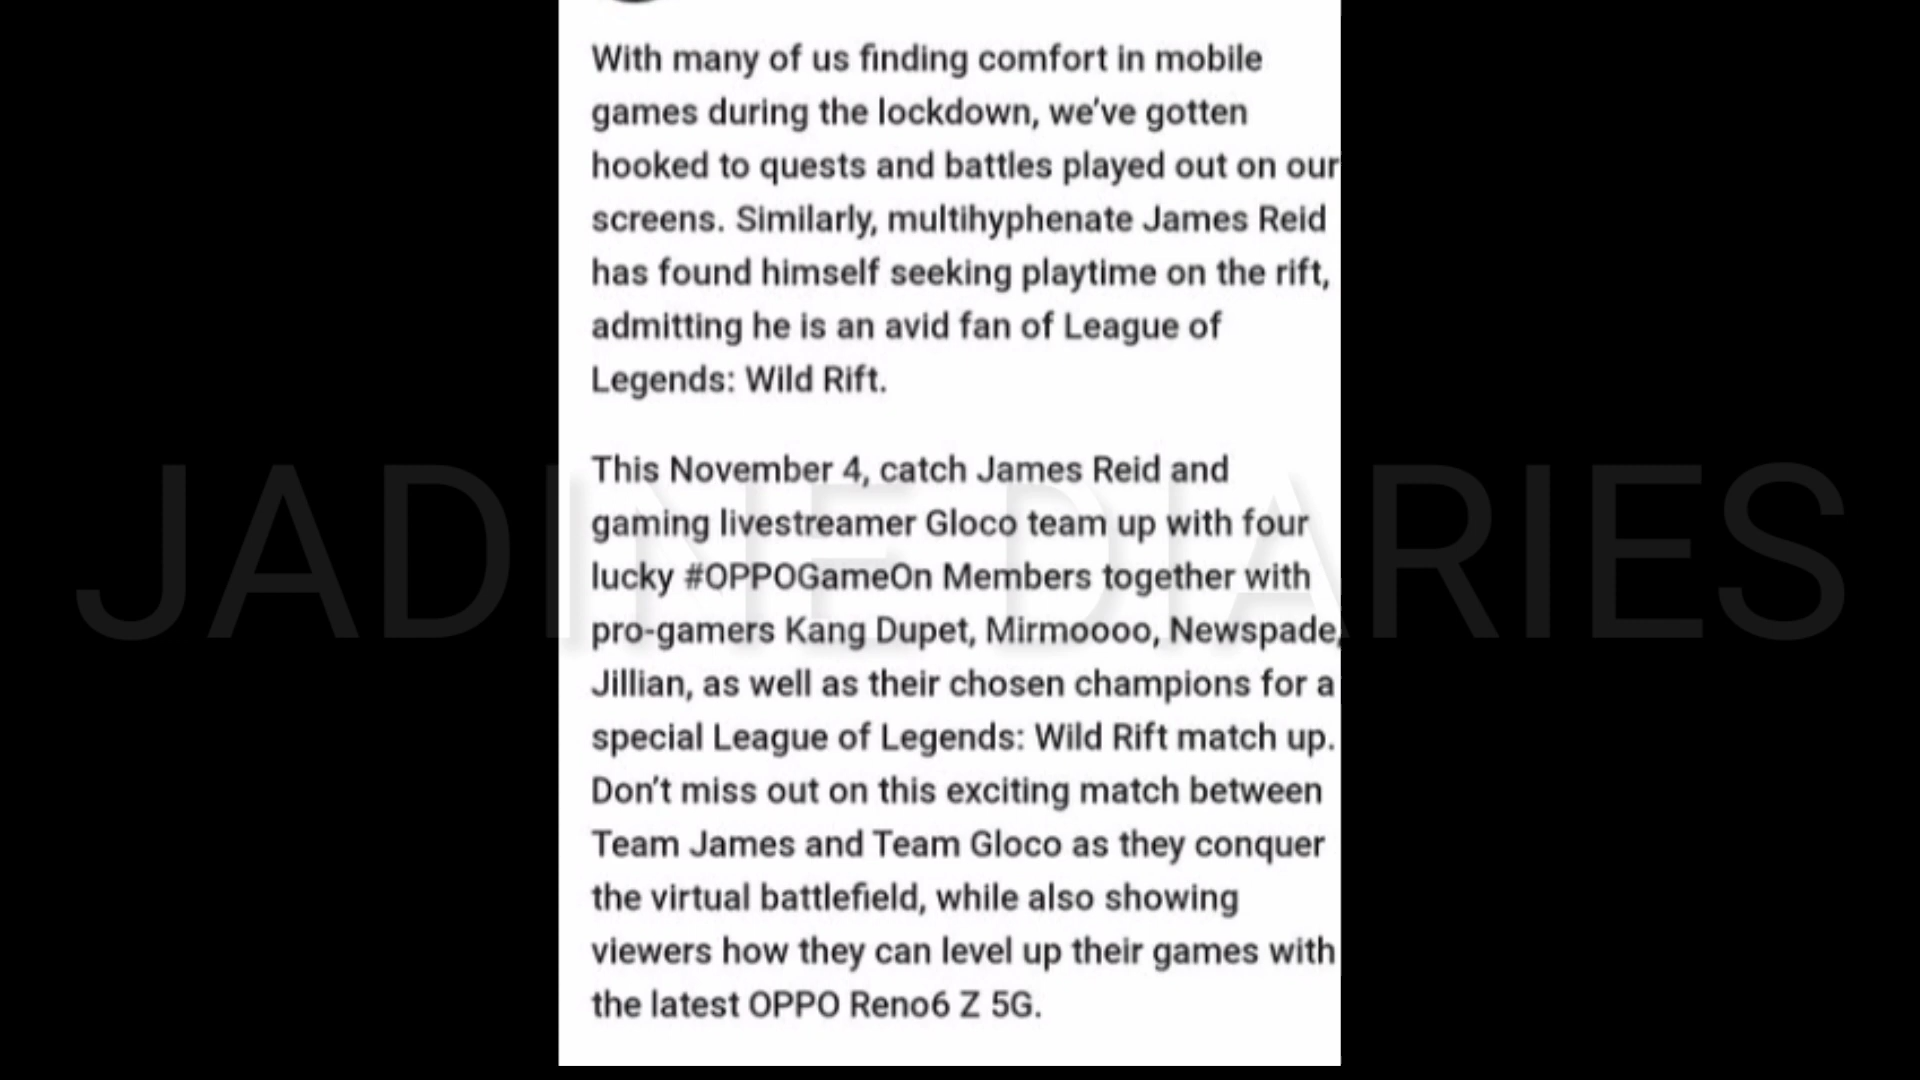 With many of us finding comfort in mobile
games during the lockdown, we’ve gotten
hooked to quests and battles played out on our
screens. Similarly, multihyphenate James Reid
has found himself seeking playtime on the rift,
admitting he is an avid fan of League of
Legends: Wild Rift.
This November 4, catch James Reid and
gaming livestreamer Gloco team up with four
lucky #OPPOGameOn Members together with
pro-gamers Kang Dupet, Mirmoooo, Newspade,
Jillian, as well as their chosen champions for a
special League of Legends: Wild Rift match up.
Don’t miss out on this exciting match between
Team James and Team Gloco as they conquer
the virtual battlefield, while also showing
viewers how they can level up their games with
the latest OPPO Reno6 Z 5G.
JADINE DIARIES